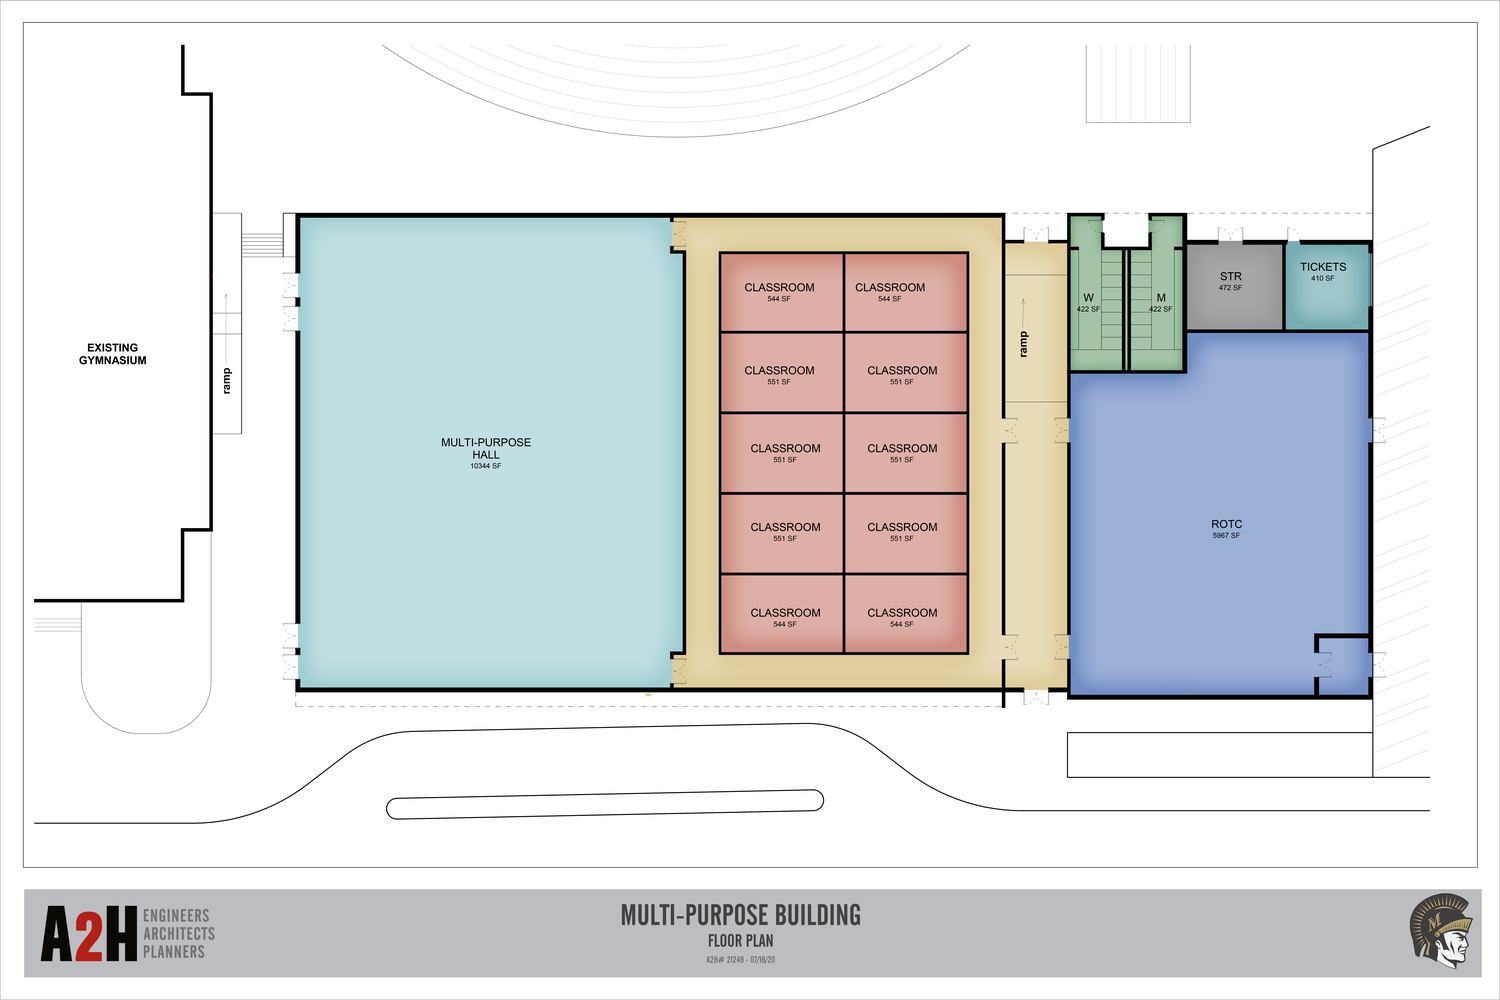 CLASSROOM
544 SF
CLASSROOM
544 SF
STR
472 SF
TICKETS
410 SF
W
422 SF
M
422 SF
EXISTING
GYMNASIUM
ramp
ramp
CLASSROOM
551 SF
CLASSROOM
551 SF
MULTI-PURPOSE
HALL
10344 SF
CLASSROOM
551 SF
CLASSROOM
551 SF
CLASSROOM
551 SF
CLASSROOM
551 SF
ROTC
5967 SF
CLASSROOM
544 SF
CLASSROOM
544 SF
A2H
ENGINEERS
ARCHITECTS
PLANNERS
MULTI-PURPOSE BUILDING
FLOOR PLAN
A2H# 21249 - 07/16/20
M